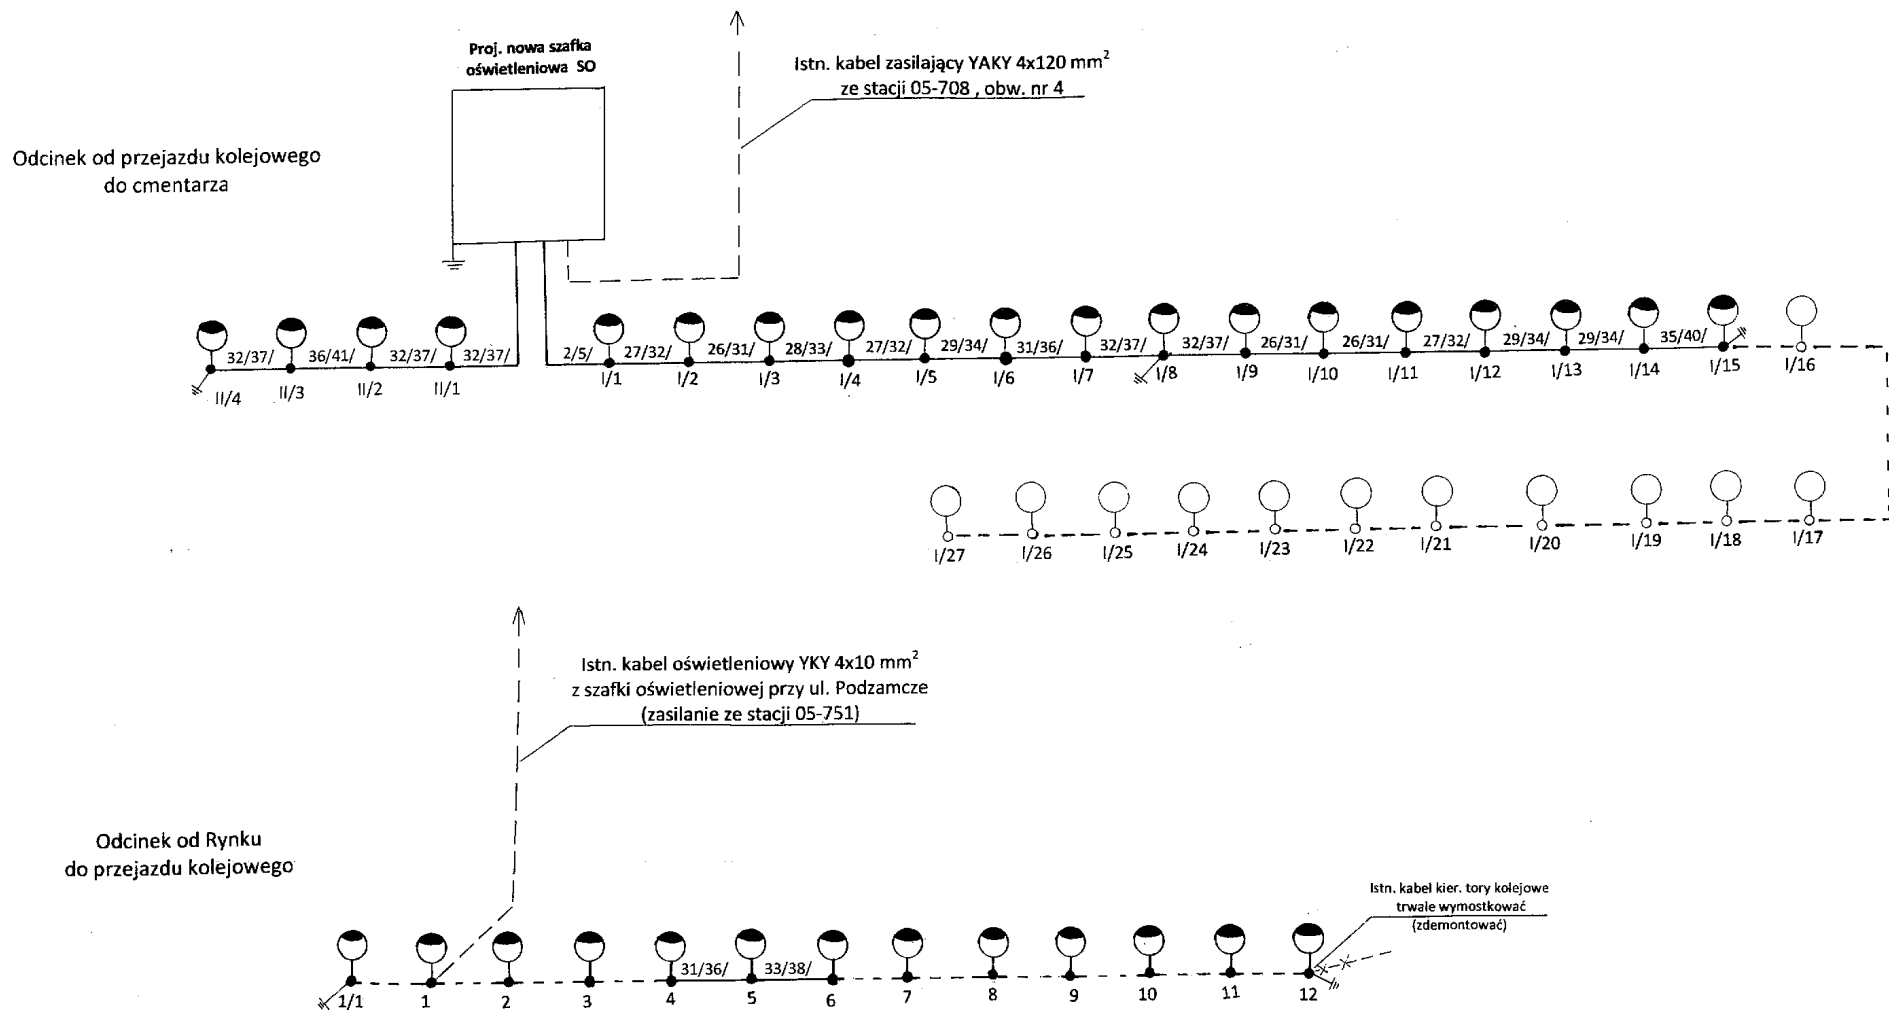 Proj. nowa szafka
oświetleniowa SO
Istn. kabel zasilający YAKY 4x120 mm²
ze stacji 05-708 , obw. nr 4
Odcinek od przejazdu kolejowego
do cmentarza
32/37/ 36/41/ 32/37/ 32/37/ 2/5/ 27/32/ 26/31/ 28/33/ 27/32/ 29/34/ 31/36/ 32/37/ 32/37/ 26/31/ 26/31/ 27/32/ 29/34/ 29/34/ 35/40/
II/4 II/3 II/2 II/1 I/1 I/2 I/3 I/4 I/5 I/6 I/7 I/8 I/9 I/10 I/11 I/12 I/13 I/14 I/15 I/16
I/27 I/26 I/25 I/24 I/23 I/22 I/21 I/20 I/19 I/18 I/17
Istn. kabel oświetleniowy YKY 4x10 mm²
z szafki oświetleniowej przy ul. Podzamcze
(zasilanie ze stacji 05-751)
Odcinek od Rynku
do przejazdu kolejowego
Istn. kabel kier. tory kolejowe
trwale wymostkować
(zdemontować)
31/36/ 33/38/
1/1 1 2 3 4 5 6 7 8 9 10 11 12